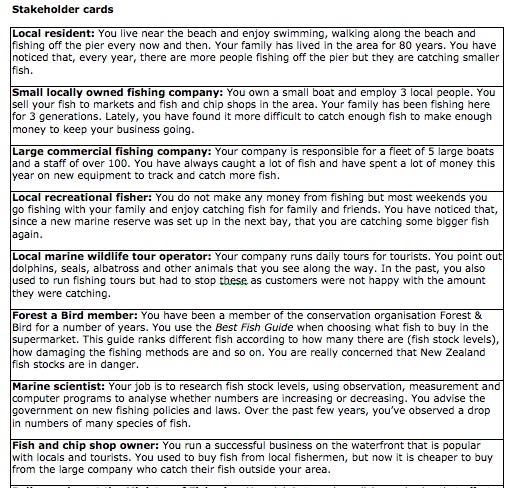 Stakeholder cards
Local resident: You live near the beach and enjoy swimming, walking along the beach and
fishing off the pier every now and then. Your family has lived in the area for 80 years. You have
noticed that, every year, there are more people fishing off the pier but they are catching smaller
fish.
Small locally owned fishing company: You own a small boat and employ 3 local people. You
sell your fish to markets and fish and chip shops in the area. Your family has been fishing here
for 3 generations. Lately, you have found it more difficult to catch enough fish to make enough
money to keep your business going.
Large commercial fishing company: Your company is responsible for a fleet of 5 large boats
and a staff of over 100. You have always caught a lot of fish and have spent a lot of money this
year on new equipment to track and catch more fish.
Local recreational fisher: You do not make any money from fishing but most weekends you
go fishing with your family and enjoy catching fish for family and friends. You have noticed that,
since a new marine reserve was set up in the next bay, that you are catching some bigger fish
again.
Local marine wildlife tour operator: Your company runs daily tours for tourists. You point out
dolphins, seals, albatross and other animals that you see along the way. In the past, you also
used to run fishing tours but had to stop these as customers were not happy with the amount
they were catching.
Forest a Bird member: You have been a member of the conservation organisation Forest &
Bird for a number of years. You use the Best Fish Guide when choosing what fish to buy in the
supermarket. This guide ranks different fish according to how many there are (fish stock levels),
how damaging the fishing methods are and so on. You are really concerned that New Zealand
fish stocks are in danger.
Marine scientist: Your job is to research fish stock levels, using observation, measurement and
computer programs to analyse whether numbers are increasing or decreasing. You advise the
government on new fishing policies and laws. Over the past few years, you've observed a drop
in numbers of many species of fish.
Fish and chip shop owner: You run a successful business on the waterfront that is popular
with locals and tourists. You used to buy fish from local fishermen, but now it is cheaper to buy
from the large company who catch their fish outside your area.